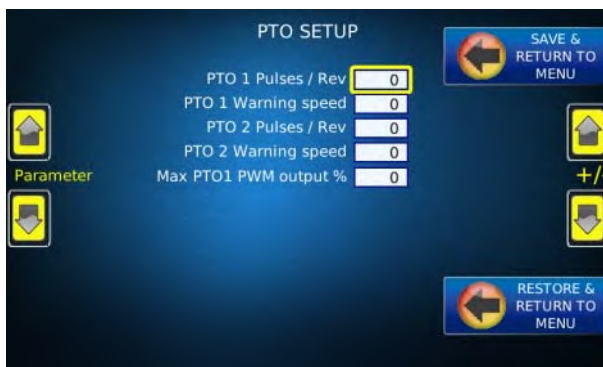 PTO SETUP
SAVE &
RETURN TO
MENU
PTO 1 Pulses / Rev 0
PTO 1 Warning speed 0
PTO 2 Pulses / Rev 0
PTO 2 Warning speed 0
Max PTO1 PWM output % 0
Parameter
+/
RESTORE &
RETURN TO
MENU